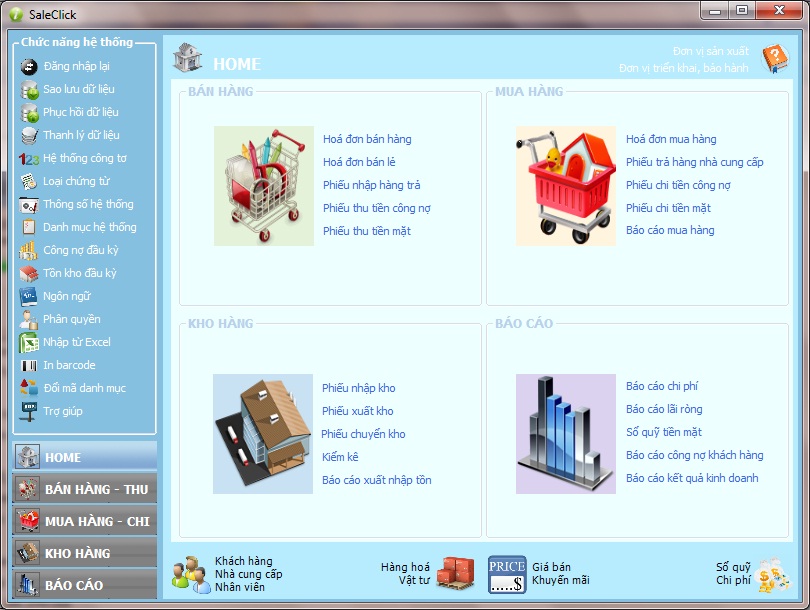 SaleClick
Chức năng hệ thống
Đăng nhập lại
Sao lưu dữ liệu
Phục hồi dữ liệu
Thanh lý dữ liệu
123 Hệ thống công tơ
Loại chứng từ
Thông số hệ thống
Danh mục hệ thống
Công nợ đầu kỳ
Tồn kho đầu kỳ
Ngôn ngữ
Phân quyền
Nhập từ Excel
In barcode
Đổi mã danh mục
Trợ giúp
HOME
BÁN HÀNG - THU
MUA HÀNG - CHI
KHO HÀNG
BÁO CÁO
HOME
Đơn vị sản xuất
Đơn vị triển khai, bảo hành
BÁN HÀNG
Hoá đơn bán hàng
Hoá đơn bán lẻ
Phiếu nhập hàng trả
Phiếu thu tiền công nợ
Phiếu thu tiền mặt
MUA HÀNG
Hoá đơn mua hàng
Phiếu trả hàng nhà cung cấp
Phiếu chi tiền công nợ
Phiếu chi tiền mặt
Báo cáo mua hàng
KHO HÀNG
Phiếu nhập kho
Phiếu xuất kho
Phiếu chuyển kho
Kiểm kê
Báo cáo xuất nhập tồn
BÁO CÁO
Báo cáo chi phí
Báo cáo lãi ròng
Sổ quỹ tiền mặt
Báo cáo công nợ khách hàng
Báo cáo kết quả kinh doanh
Khách hàng
Nhà cung cấp
Nhân viên
Hàng hoá
Vật tư
PRICE
....$
Giá bán
Khuyến mãi
Sổ quỹ
Chi phí